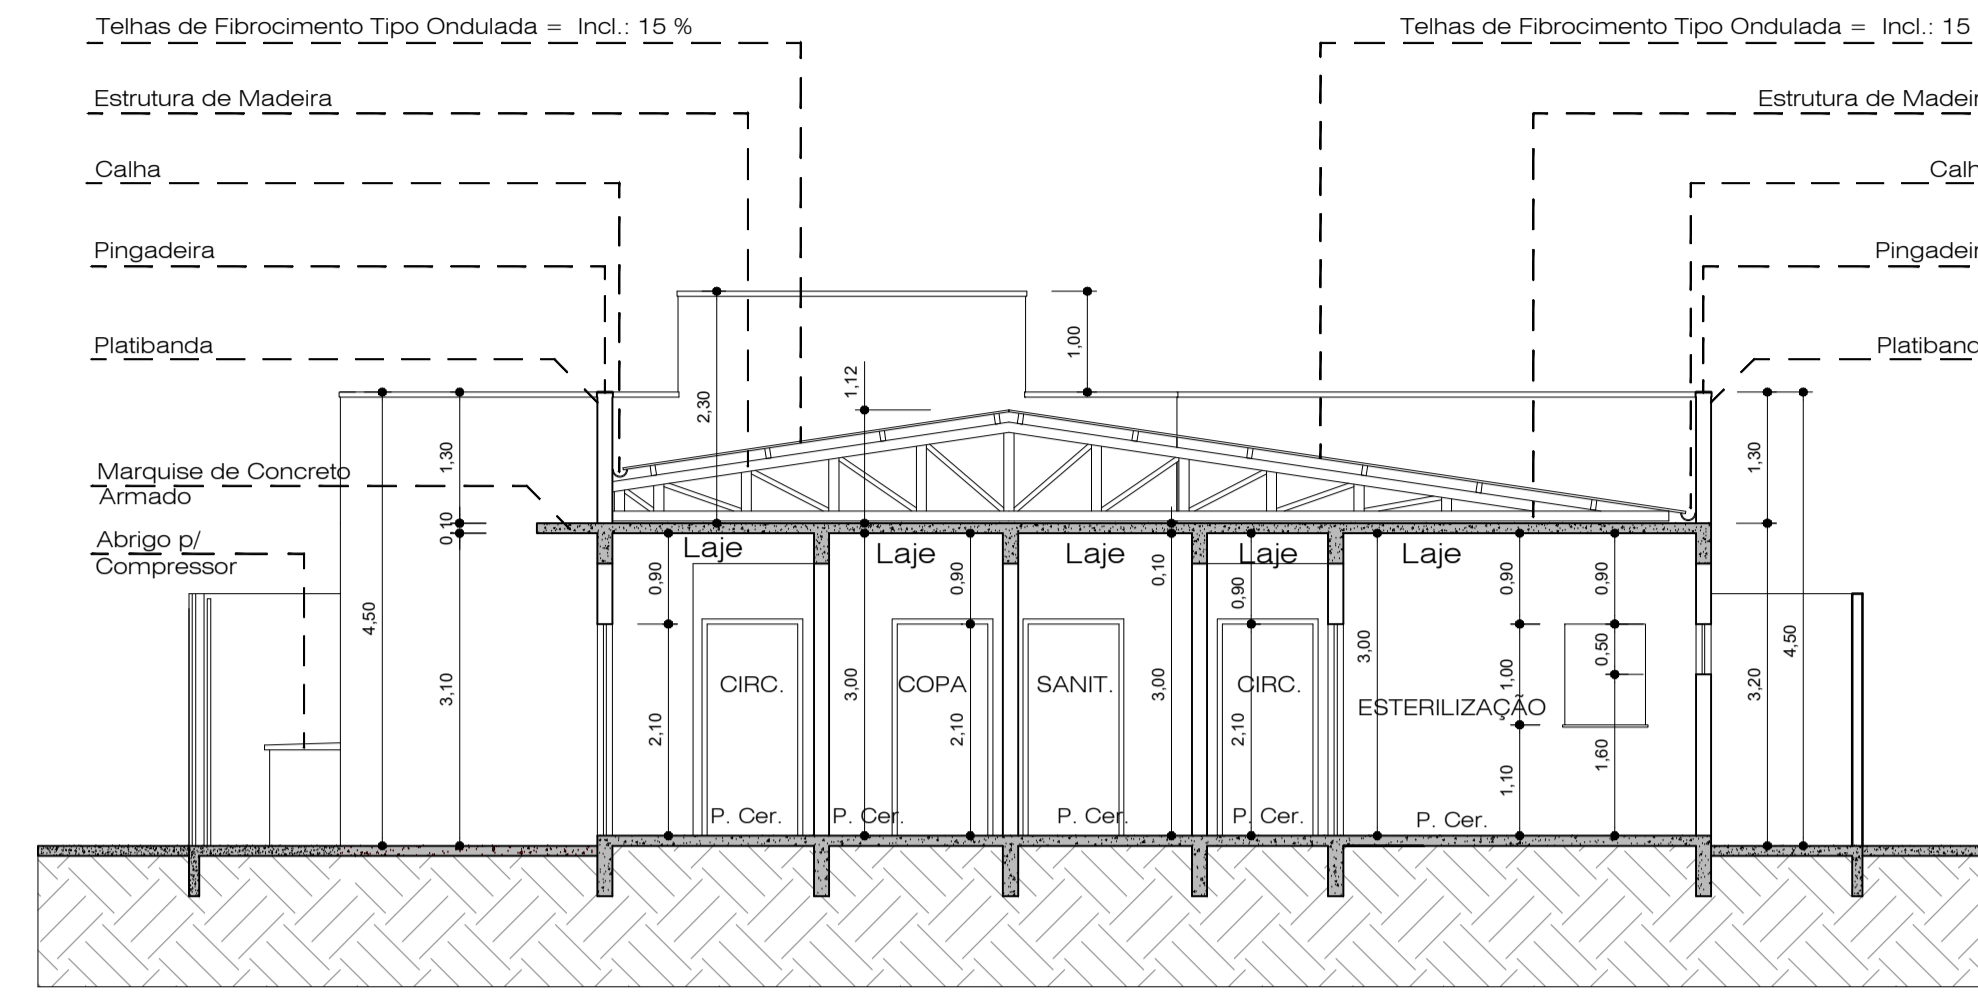 Telhas de Fibrocimento Tipo Ondulada = Incl.: 15 %
Telhas de Fibrocimento Tipo Ondulada = Incl.: 15
Estrutura de Madeira
Estrutura de Madeir
Calha
Calh
Pingadeira
Pingadeir
Platibanda
Platiband
Marquise de Concreto
Armado
Abrigo p/
Compressor
1,00
1,12
2,30
1,30
1,30
0,10
4,50
3,10
Laje
Laje
Laje
Laje
Laje
0,90
0,90
0,10
0,90
0,90
0,90
3,00
0,50
4,50
1,00
3,00
3,00
3,20
CIRC.
COPA
SANIT.
CIRC.
ESTERILIZAÇÃO
2,10
2,10
2,10
1,10
1,60
P. Cer.
P. Cer.
P. Cer.
P. Cer.
P. Cer.